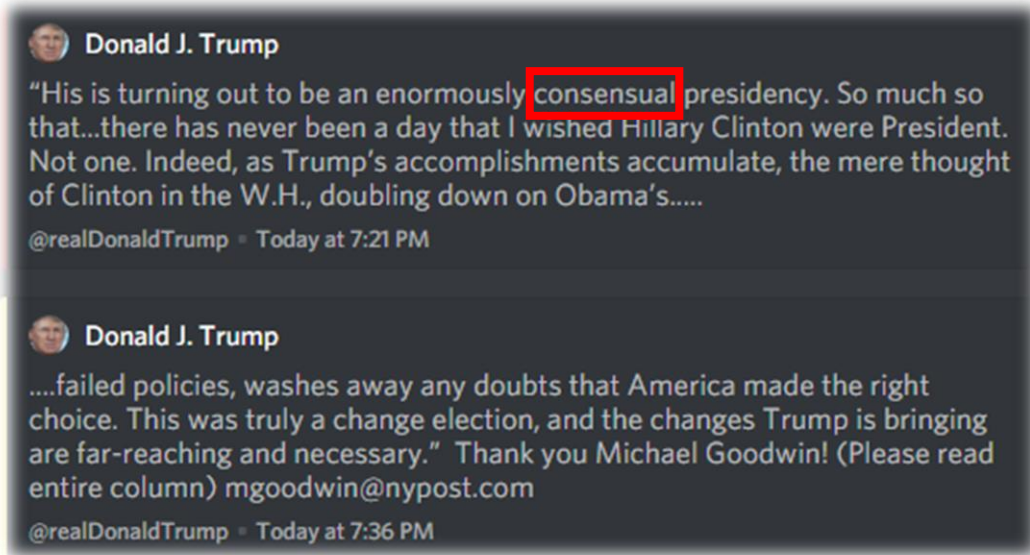 Donald J. Trump
“His is turning out to be an enormously consensual presidency. So much so
that...there has never been a day that I wished Hillary Clinton were President.
Not one. Indeed, as Trump’s accomplishments accumulate, the mere thought
of Clinton in the W.H., doubling down on Obama’s.....
@realDonaldTrump ▪ Today at 7:21 PM
Donald J. Trump
....failed policies, washes away any doubts that America made the right
choice. This was truly a change election, and the changes Trump is bringing
are far-reaching and necessary.”  Thank you Michael Goodwin! (Please read
entire column) mgoodwin@nypost.com
@realDonaldTrump ▪ Today at 7:36 PM